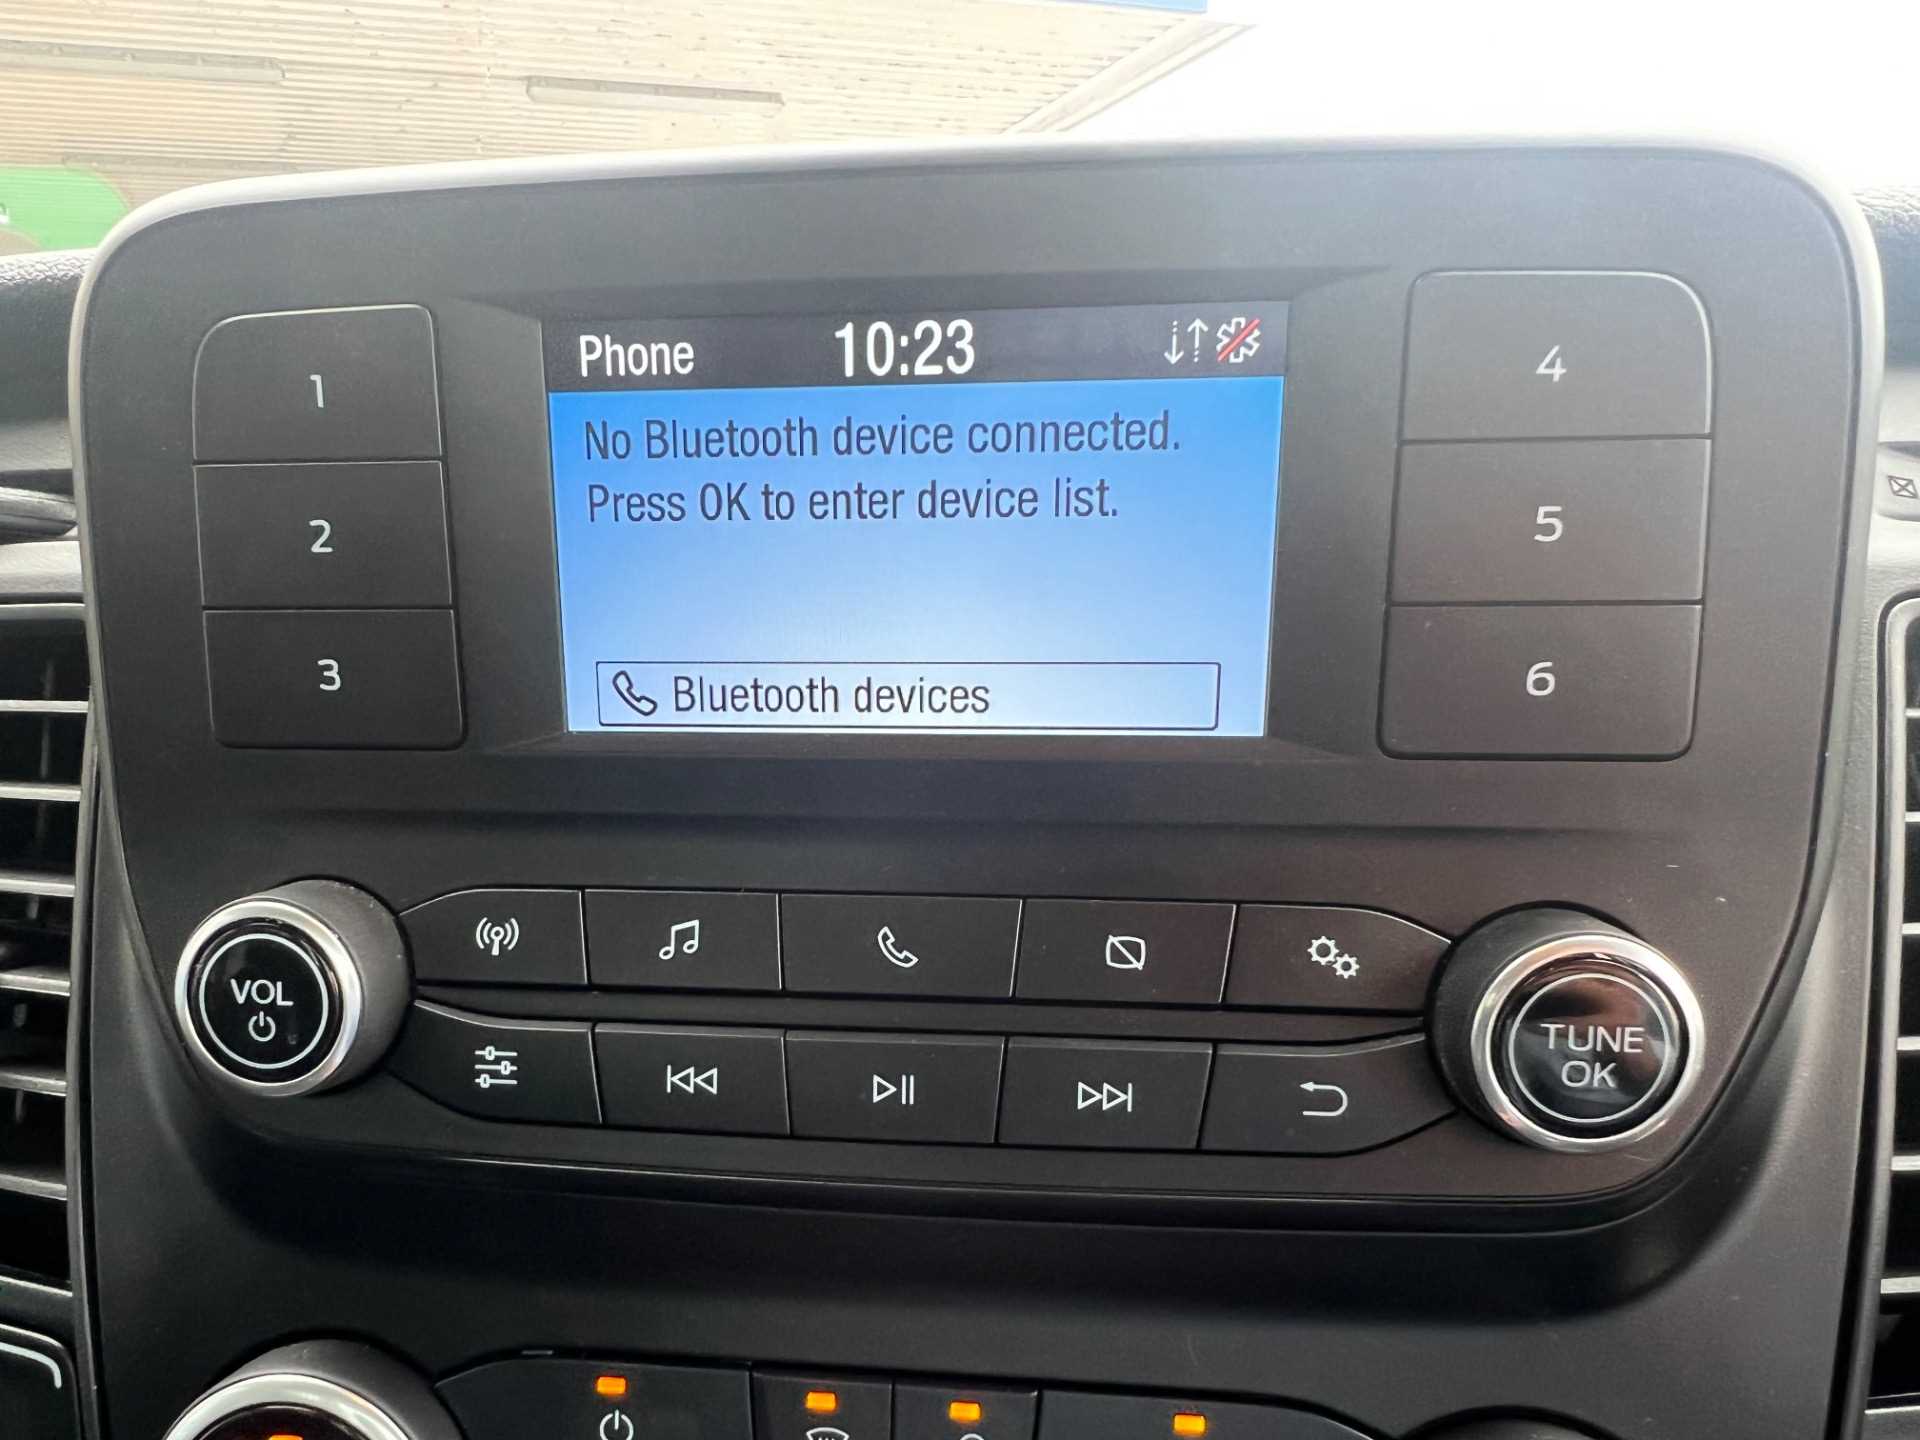 Phone 10:23
No Bluetooth device connected.
Press OK to enter device list.
Bluetooth devices
1
2
3
4
5
6
VOL
TUNE
OK